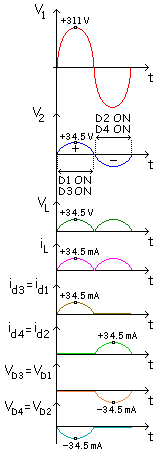 V1
+311 V
t
V2
D2 ON
D4 ON
+34.5 V
+
–
t
D1 ON
D3 ON
VL
+34.5 V
t
iL
+34.5 mA
t
id3=id1
+34.5 mA
t
id4=id2
+34.5 mA
t
VD3=VD1
t
–34.5 mA
VD4=VD2
t
–34.5 mA